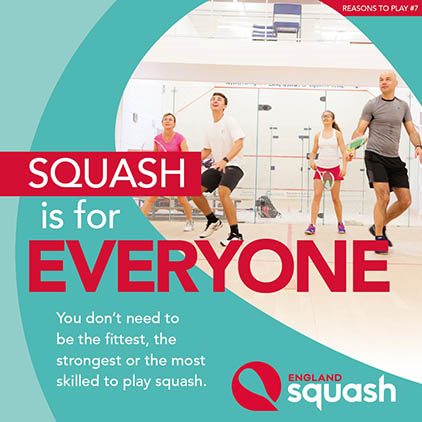 REASONS TO PLAY #7
SQUASH
is for
EVERYONE
You don't need to
be the fittest, the
strongest or the most
skilled to play squash.
ENGLAND
squash